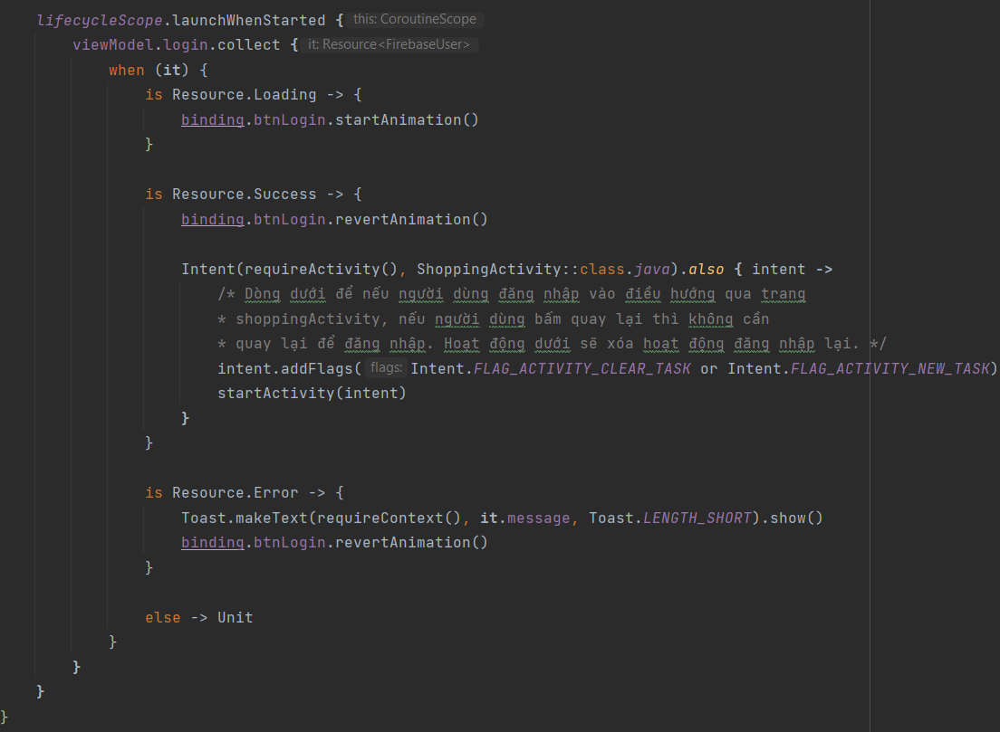 lifecycleScope.launchWhenStarted { this: CoroutineScope
viewModel.login.collect { it: Resource<FirebaseUser>
when (it) {
is Resource.Loading -> {
binding.btnLogin.startAnimation()
}
is Resource.Success -> {
binding.btnLogin.revertAnimation()
Intent(requireActivity(), ShoppingActivity::class.java).also { intent ->
/* Dòng dưới để nếu người dùng đăng nhập vào điều hướng qua trang
* shoppingActivity, nếu người dùng bấm quay lại thì không cần
* quay lại để đăng nhập. Hoạt động dưới sẽ xóa hoạt động đăng nhập lại. */
intent.addFlags( flags: Intent.FLAG_ACTIVITY_CLEAR_TASK or Intent.FLAG_ACTIVITY_NEW_TASK)
startActivity(intent)
}
}
is Resource.Error -> {
Toast.makeText(requireContext(), it.message, Toast.LENGTH_SHORT).show()
binding.btnLogin.revertAnimation()
}
else -> Unit
}
}
}
}